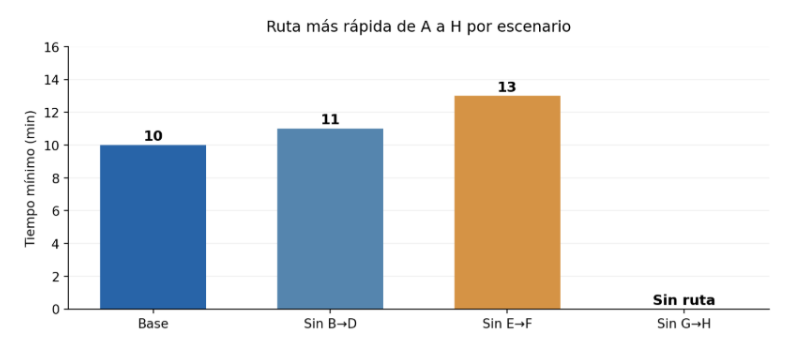 Ruta más rápida de A a H por escenario
Tiempo mínimo (min)
16
14
12
10
8
6
4
2
0
10
11
13
Sin ruta
Base
Sin B→D
Sin E→F
Sin G→H